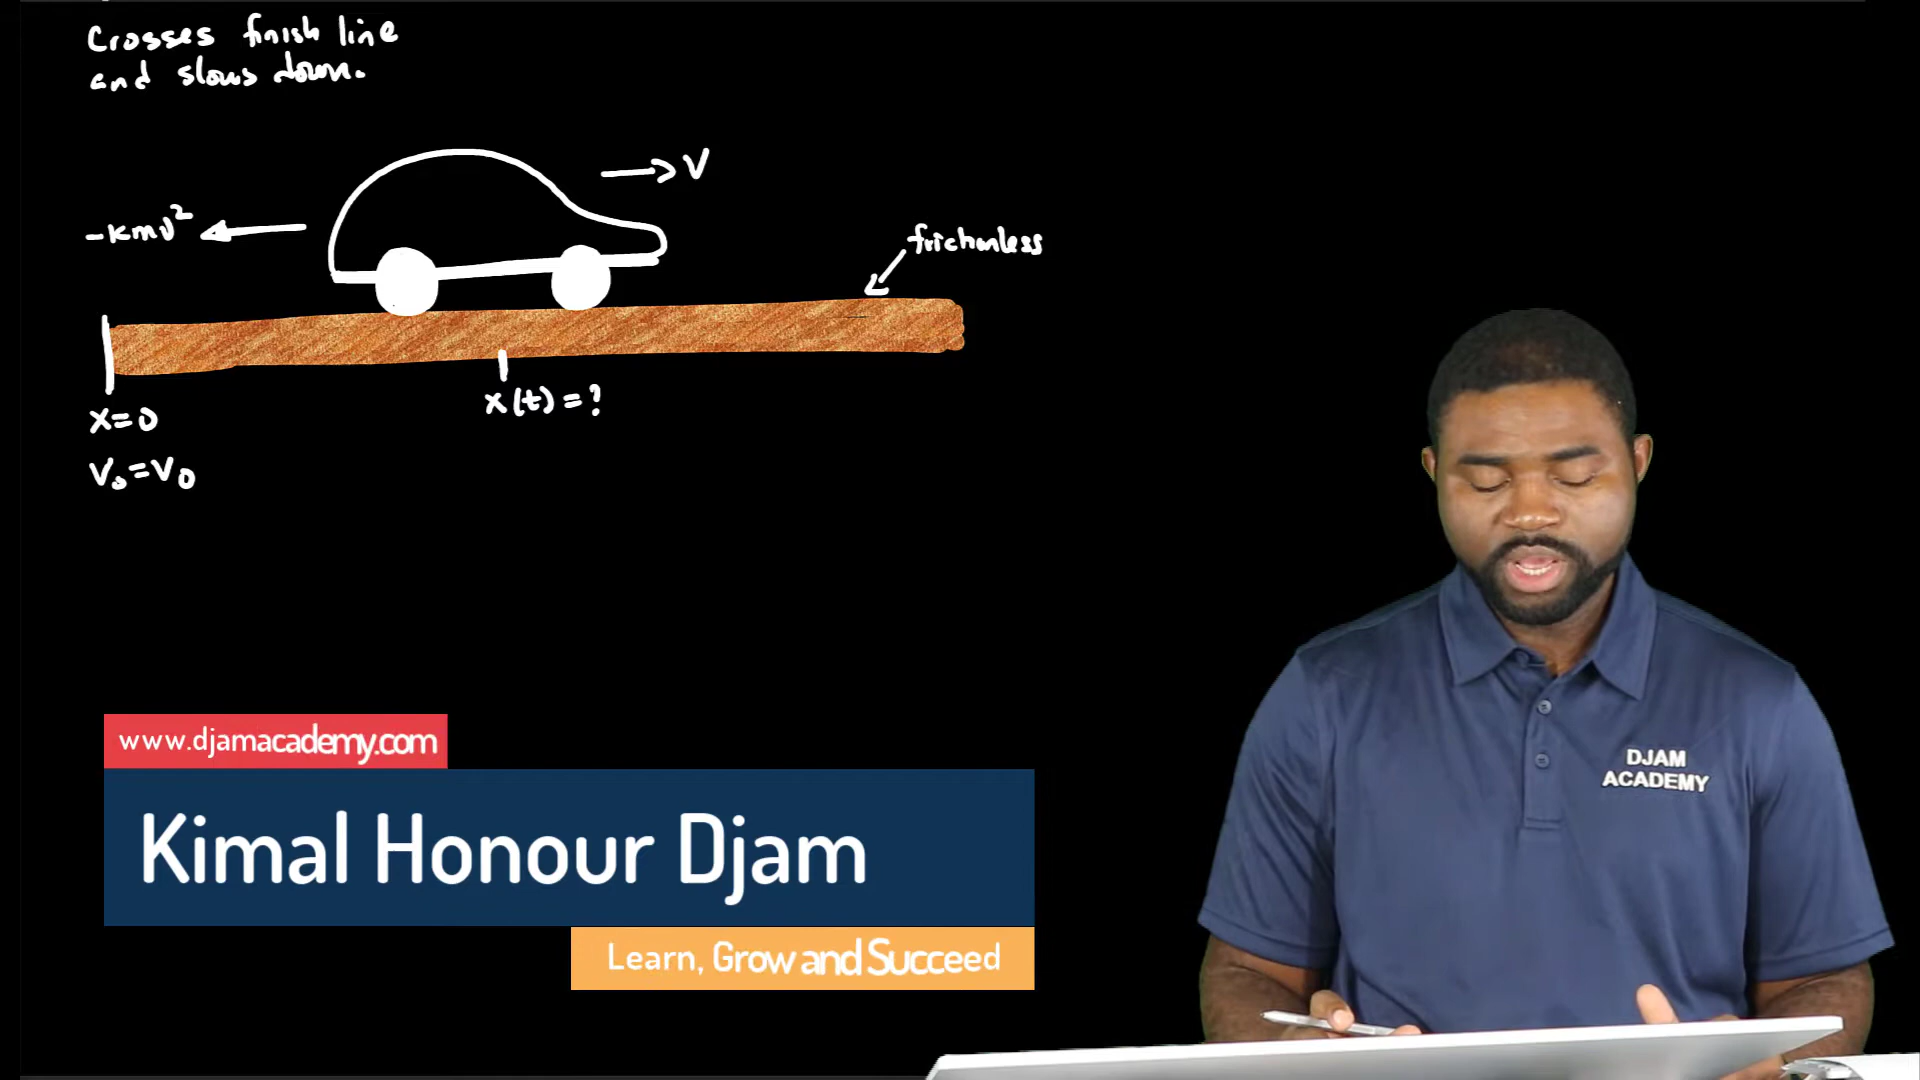 Crosses finish line
and slows down.
→ V
-kmv²
frictionless
x(t)=?
x=0
V₀=V₀
www.djamacademy.com
Kimal Honour Djam
Learn, Grow and Succeed
DJAM
ACADEMY